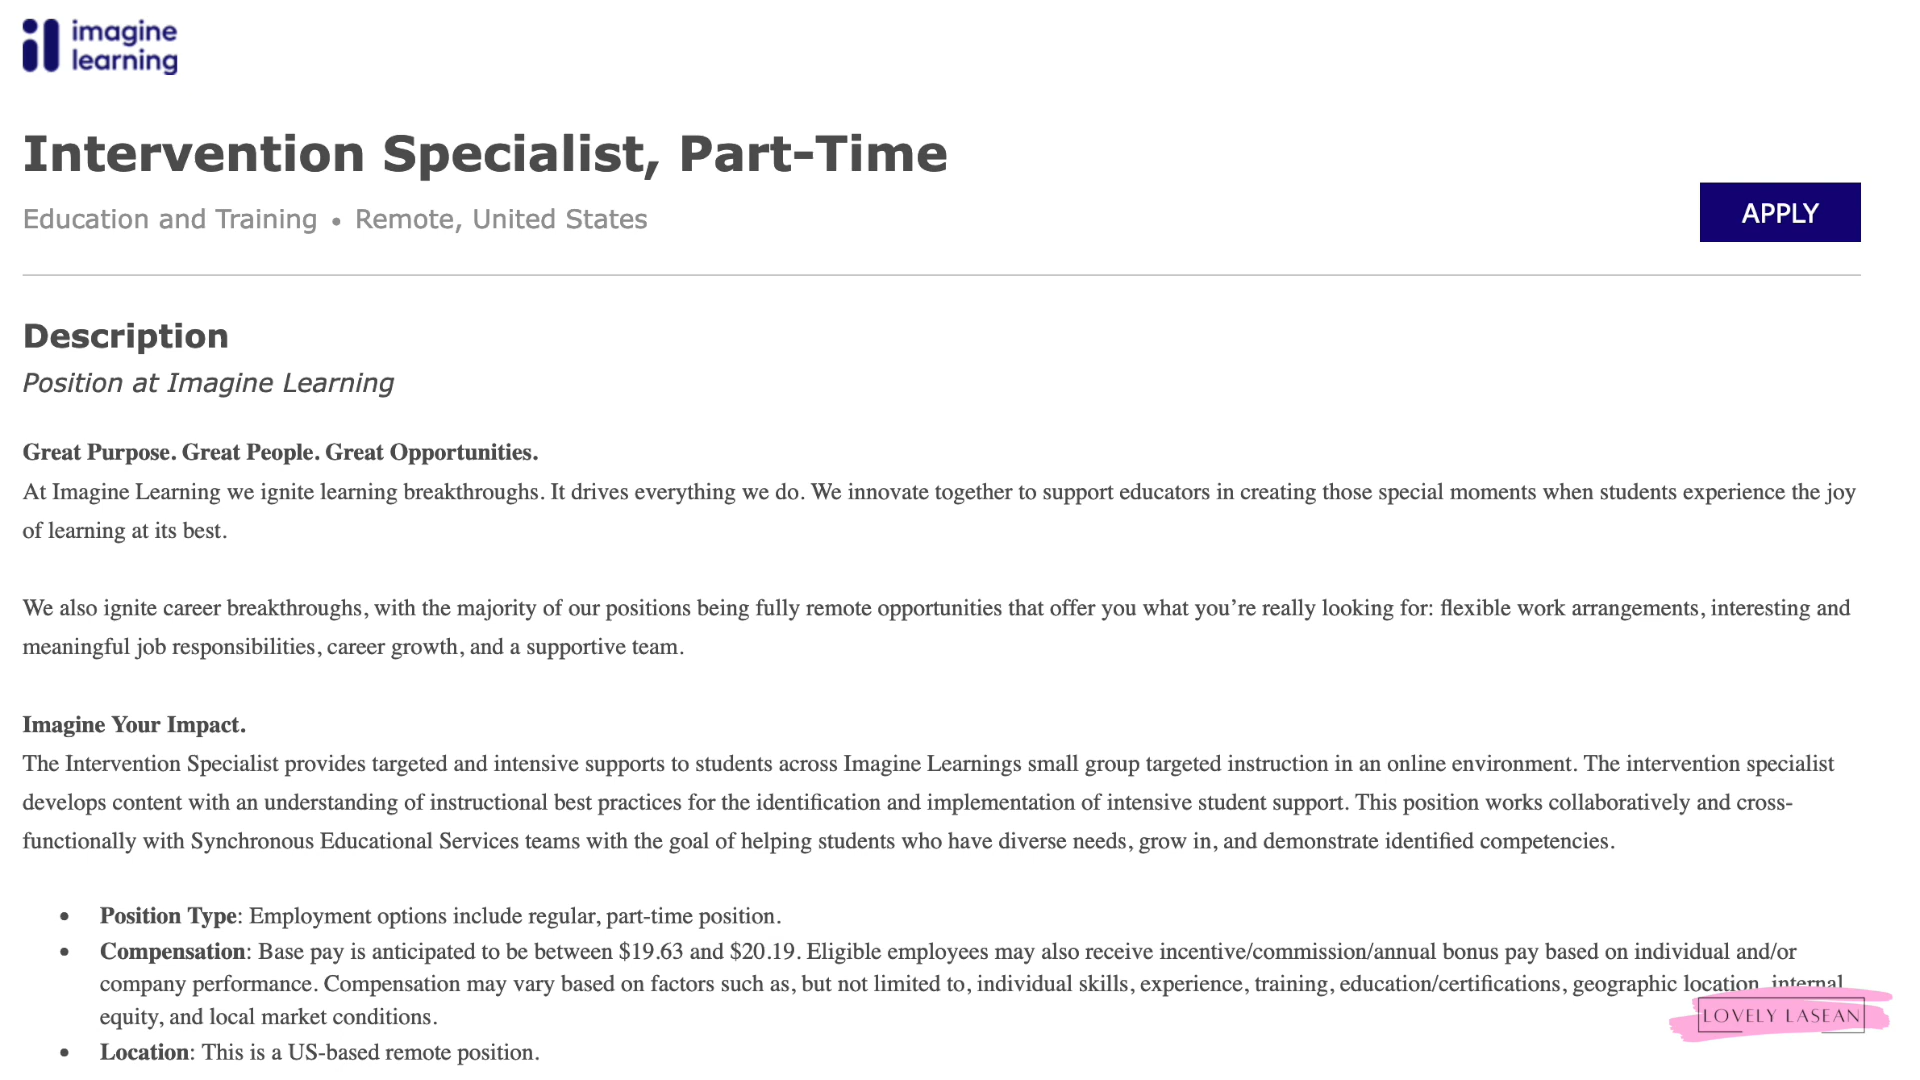 imagine
learning
Intervention Specialist, Part-Time
Education and Training • Remote, United States
APPLY
Description
Position at Imagine Learning
Great Purpose. Great People. Great Opportunities.
At Imagine Learning we ignite learning breakthroughs. It drives everything we do. We innovate together to support educators in creating those special moments when students experience the joy
of learning at its best.
We also ignite career breakthroughs, with the majority of our positions being fully remote opportunities that offer you what you’re really looking for: flexible work arrangements, interesting and
meaningful job responsibilities, career growth, and a supportive team.
Imagine Your Impact.
The Intervention Specialist provides targeted and intensive supports to students across Imagine Learnings small group targeted instruction in an online environment. The intervention specialist
develops content with an understanding of instructional best practices for the identification and implementation of intensive student support. This position works collaboratively and cross-
functionally with Synchronous Educational Services teams with the goal of helping students who have diverse needs, grow in, and demonstrate identified competencies.
• Position Type: Employment options include regular, part-time position.
• Compensation: Base pay is anticipated to be between $19.63 and $20.19. Eligible employees may also receive incentive/commission/annual bonus pay based on individual and/or
company performance. Compensation may vary based on factors such as, but not limited to, individual skills, experience, training, education/certifications, geographic location, internal
equity, and local market conditions.
LOVELY LASEAN
• Location: This is a US-based remote position.